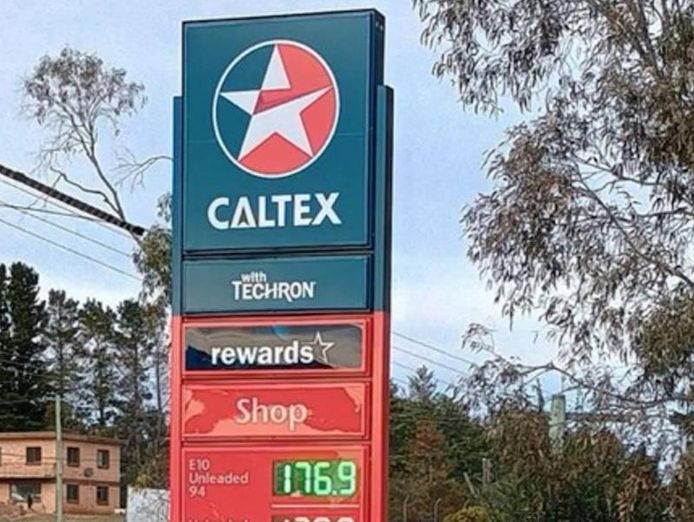 CALTEX
with
TECHRON
rewards
Shop
E10
Unleaded
94
176.9